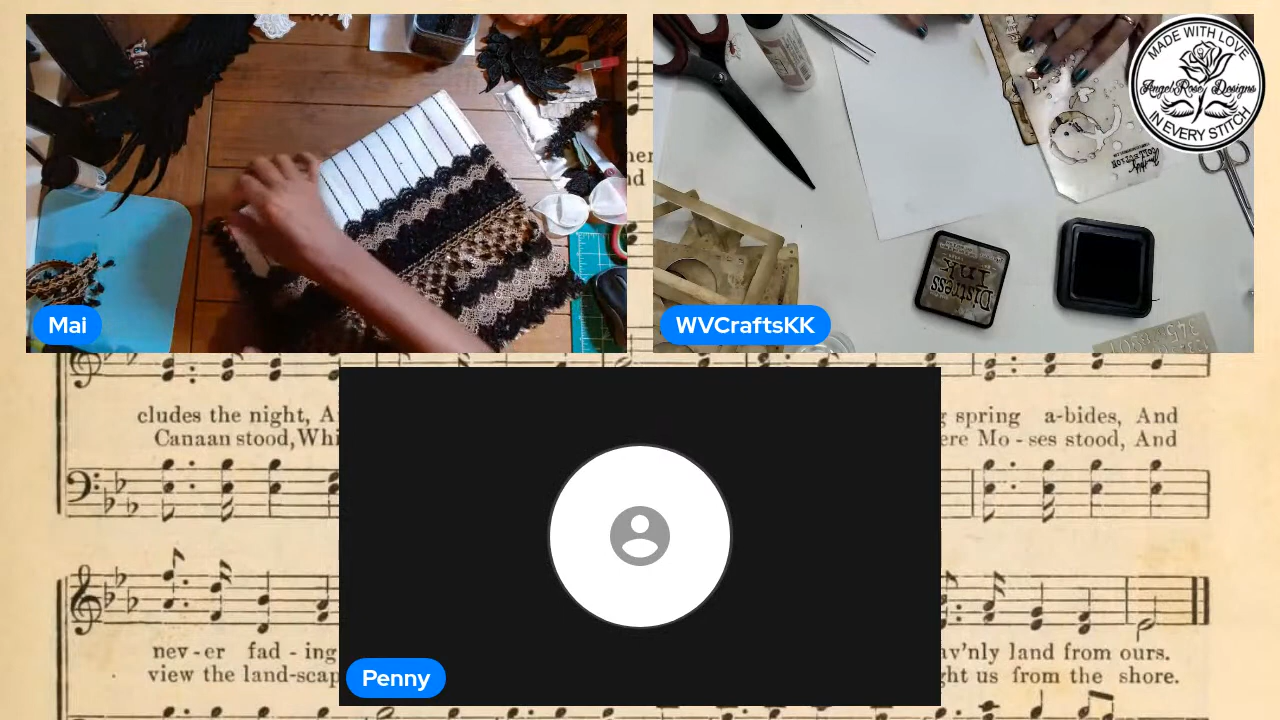 MADE WITH LOVE
Angel Rose Designs
IN EVERY STITCH
Distress
INK
Mai
WVCraftsKK
cludes the night, A
g spring a-bides, And
Canaan stood, Whi
ere Mo - ses stood, And
nev - er fad - ing
av'nly land from ours.
view the land-scap
ght us from the shore.
Penny